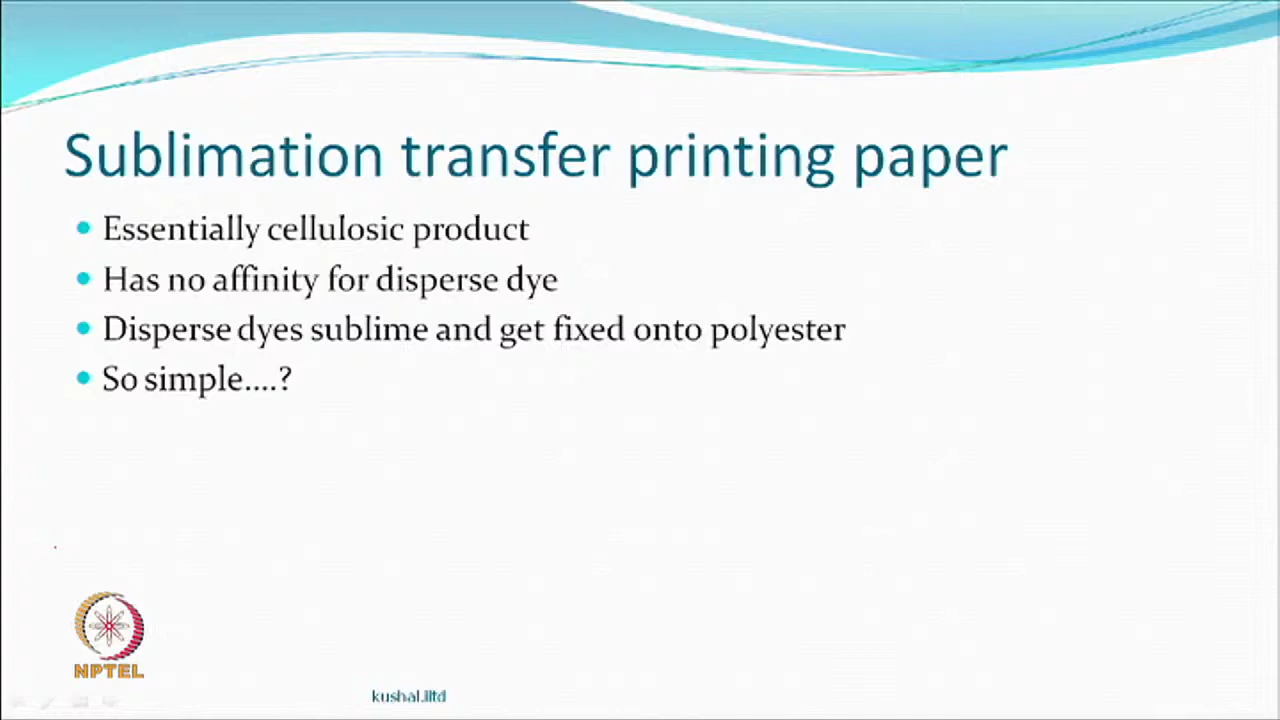 Sublimation transfer printing paper
Essentially cellulosic product
Has no affinity for disperse dye
Disperse dyes sublime and get fixed onto polyester
So simple....?
NPTEL
kushal.iitd